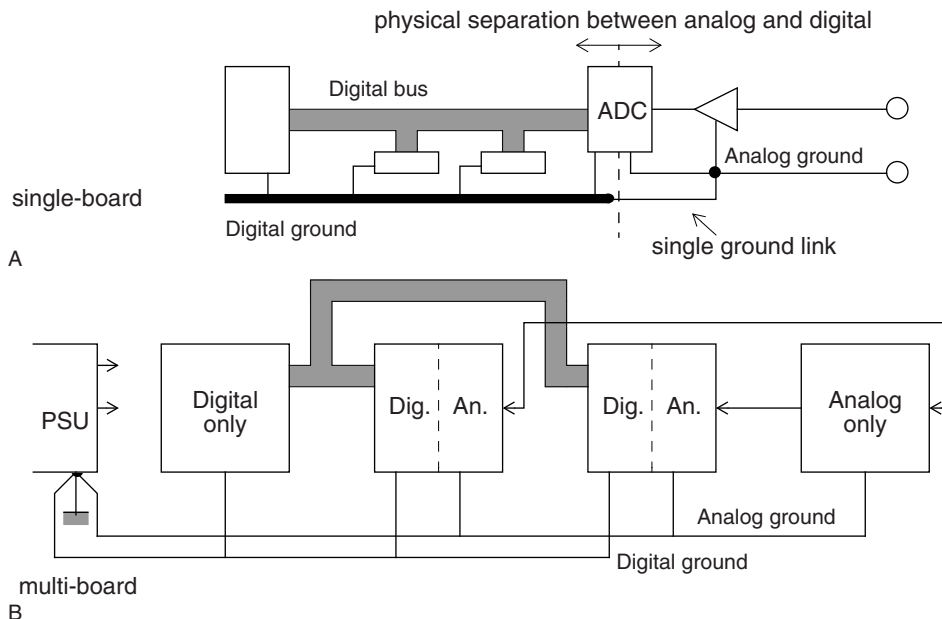 physical separation between analog and digital
Digital bus
ADC
Analog ground
single-board
Digital ground
single ground link
A
PSU
Digital
only
Dig.
An.
Dig.
An.
Analog
only
Analog ground
Digital ground
multi-board
B